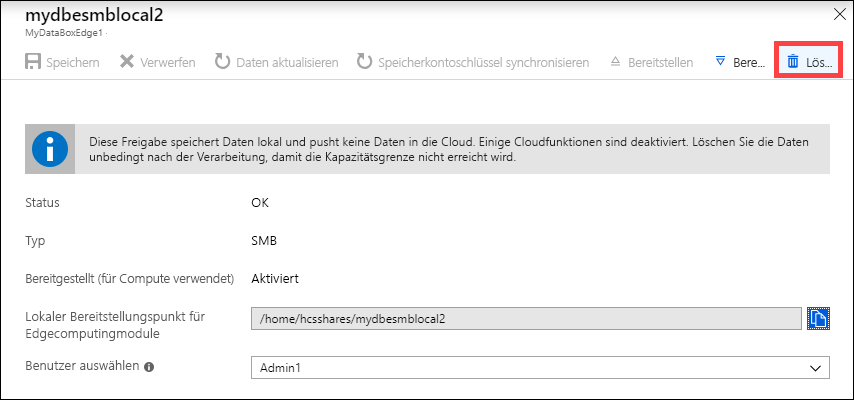 mydbesmblocal2
MyDataBoxEdge1
Speichern Verwerfen Daten aktualisieren Speicherkontoschlüssel synchronisieren Bereitstellen Bere... Lös...
Diese Freigabe speichert Daten lokal und pusht keine Daten in die Cloud. Einige Cloudfunktionen sind deaktiviert. Löschen Sie die Daten
unbedingt nach der Verarbeitung, damit die Kapazitätsgrenze nicht erreicht wird.
Status OK
Typ SMB
Bereitgestellt (für Compute verwendet) Aktiviert
Lokaler Bereitstellungspunkt für
Edgecomputingmodule
/home/hcsshares/mydbesmblocal2
Benutzer auswählen Admin1